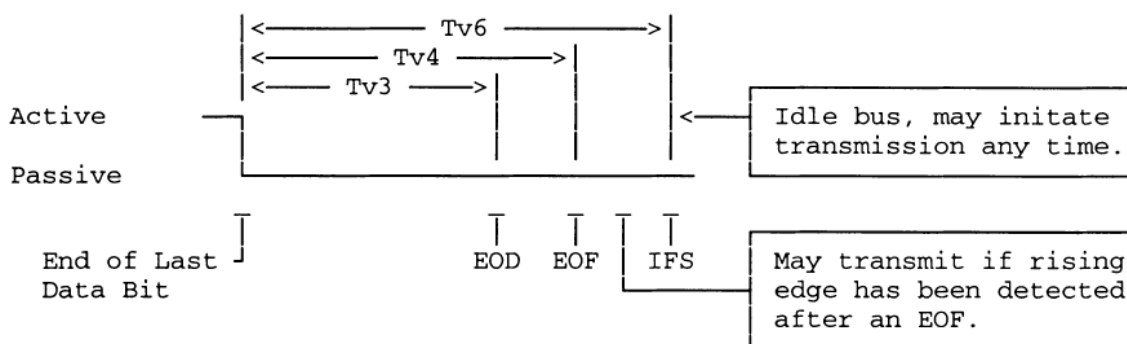 Tv6
Tv4
Tv3
Active
Idle bus, may initate
transmission any time.
Passive
End of Last
Data Bit
EOD EOF IFS
May transmit if rising
edge has been detected
after an EOF.